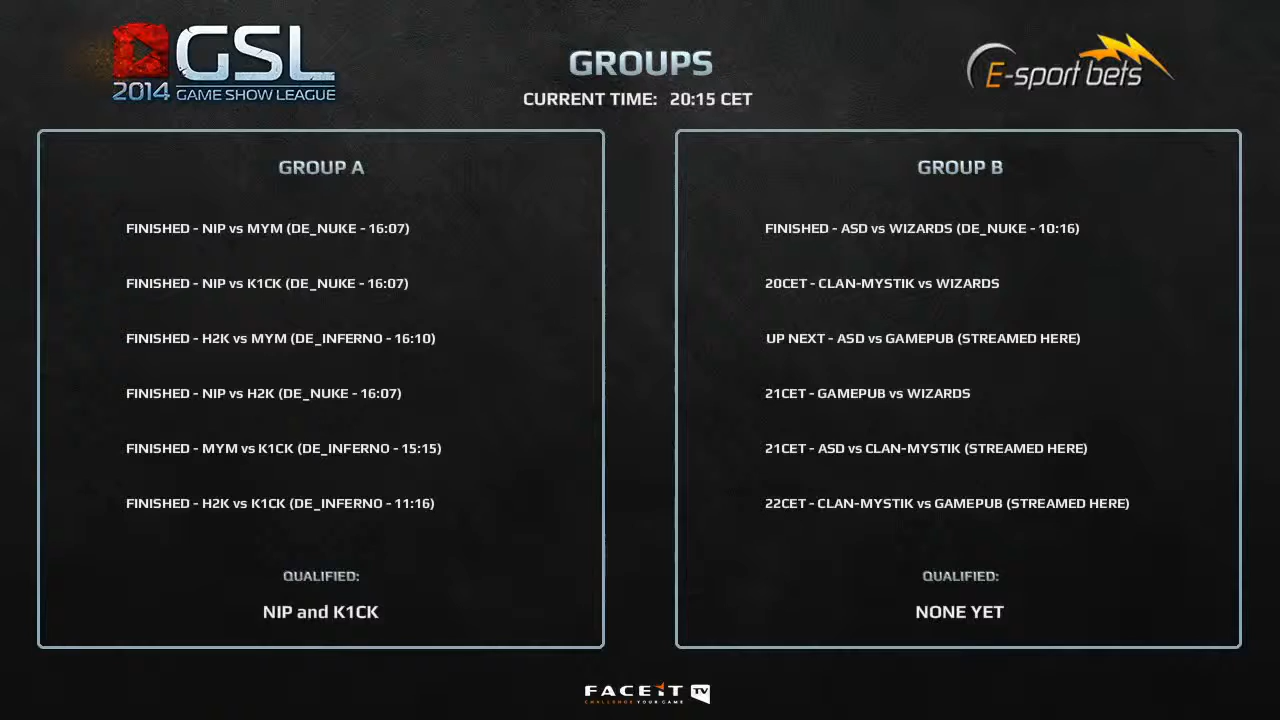 GSL
2014 GAME SHOW LEAGUE
GROUPS
CURRENT TIME: 20:15 CET
E-sport bets
GROUP A
FINISHED - NIP vs MYM (DE_NUKE - 16:07)
FINISHED - NIP vs K1CK (DE_NUKE - 16:07)
FINISHED - H2K vs MYM (DE_INFERNO - 16:10)
FINISHED - NIP vs H2K (DE_NUKE - 16:07)
FINISHED - MYM vs K1CK (DE_INFERNO - 15:15)
FINISHED - H2K vs K1CK (DE_INFERNO - 11:16)
QUALIFIED:
NIP and K1CK
GROUP B
FINISHED - ASD vs WIZARDS (DE_NUKE - 10:16)
20CET - CLAN-MYSTIK vs WIZARDS
UP NEXT - ASD vs GAMEPUB (STREAMED HERE)
21CET - GAMEPUB vs WIZARDS
21CET - ASD vs CLAN-MYSTIK (STREAMED HERE)
22CET - CLAN-MYSTIK vs GAMEPUB (STREAMED HERE)
QUALIFIED:
NONE YET
FACEIT TV
CHALLENGE YOUR GAME